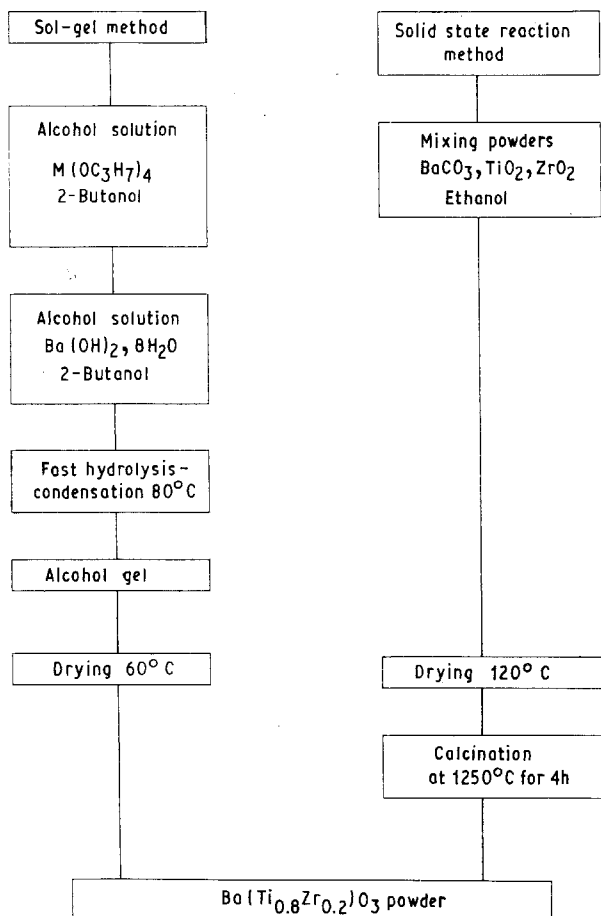 Sol-gel method
Alcohol solution
M(OC₃H₇)₄
2-Butanol
Alcohol solution
Ba(OH)₂, 8H₂O
2-Butanol
Fast hydrolysis-
condensation 80°C
Alcohol gel
Drying 60°C
Solid state reaction
method
Mixing powders
BaCO₃, TiO₂, ZrO₂
Ethanol
Drying 120°C
Calcination
at 1250°C for 4h
Ba(Ti₀.₈Zr₀.₂)O₃ powder